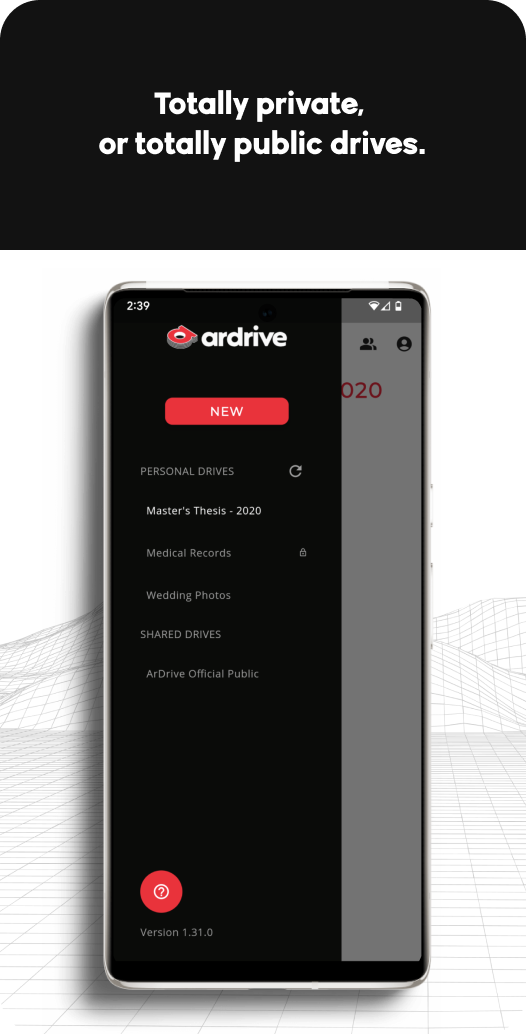 Totally private,
or totally public drives.
2:39
ardrive
020
NEW
PERSONAL DRIVES
Master's Thesis - 2020
Medical Records
Wedding Photos
SHARED DRIVES
ArDrive Official Public
Version 1.31.0